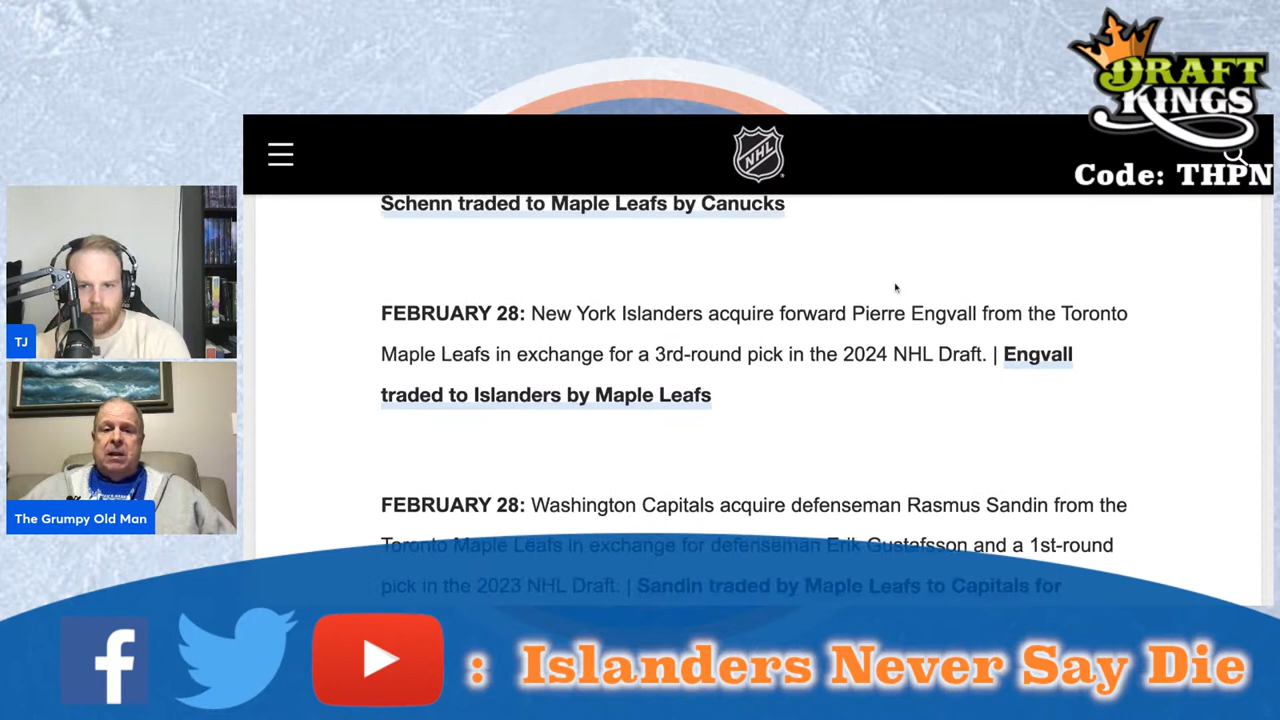 DRAFT
KINGS
Code: THPN
NHL
Schenn traded to Maple Leafs by Canucks
FEBRUARY 28: New York Islanders acquire forward Pierre Engvall from the Toronto
Maple Leafs in exchange for a 3rd-round pick in the 2024 NHL Draft. | Engvall
traded to Islanders by Maple Leafs
TJ
The Grumpy Old Man
FEBRUARY 28: Washington Capitals acquire defenseman Rasmus Sandin from the
Toronto Maple Leafs in exchange for defenseman Erik Gustafsson and a 1st-round
pick in the 2023 NHL Draft. | Sandin traded by Maple Leafs to Capitals for
f : Islanders Never Say Die